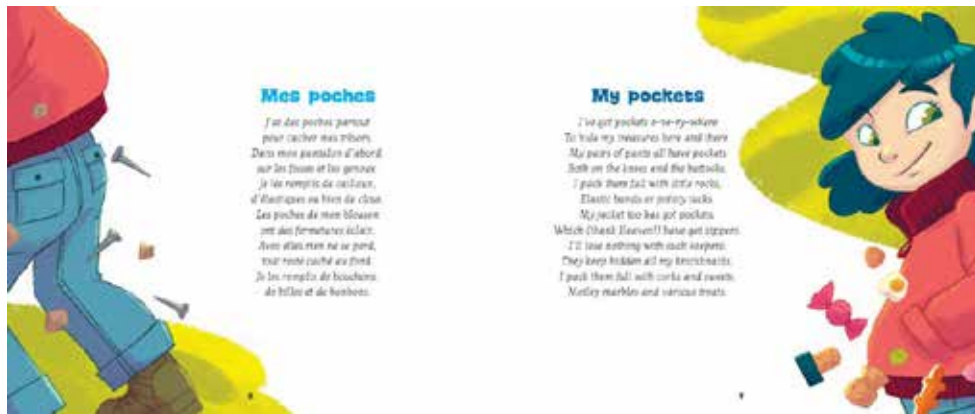 Mes poches
J'ai des poches partout
pour cacher mes trésors.
Dans mon pantalon d'abord
sur les fesses et les genoux
je les remplis de cailloux,
d'élastiques ou bien de clous.
Les poches de mon blouson
ont des fermetures éclair.
Avec elles rien ne se perd,
tout reste caché au fond.
Je les remplis de bouchons,
de billes et de bonbons.
My pockets
I've got pockets e-ve-ry-where
To hide my treasures here and there
My pairs of pants all have pockets
Both on the knees and the buttocks.
I pack them full with little rocks,
Elastic bands or pointy tacks.
My jacket too has got pockets,
Which (thank Heaven!) have got zippers.
I'll lose nothing with such keepers.
They keep hidden all my knickknacks.
I pack them full with corks and sweets,
Motley marbles and various treats.